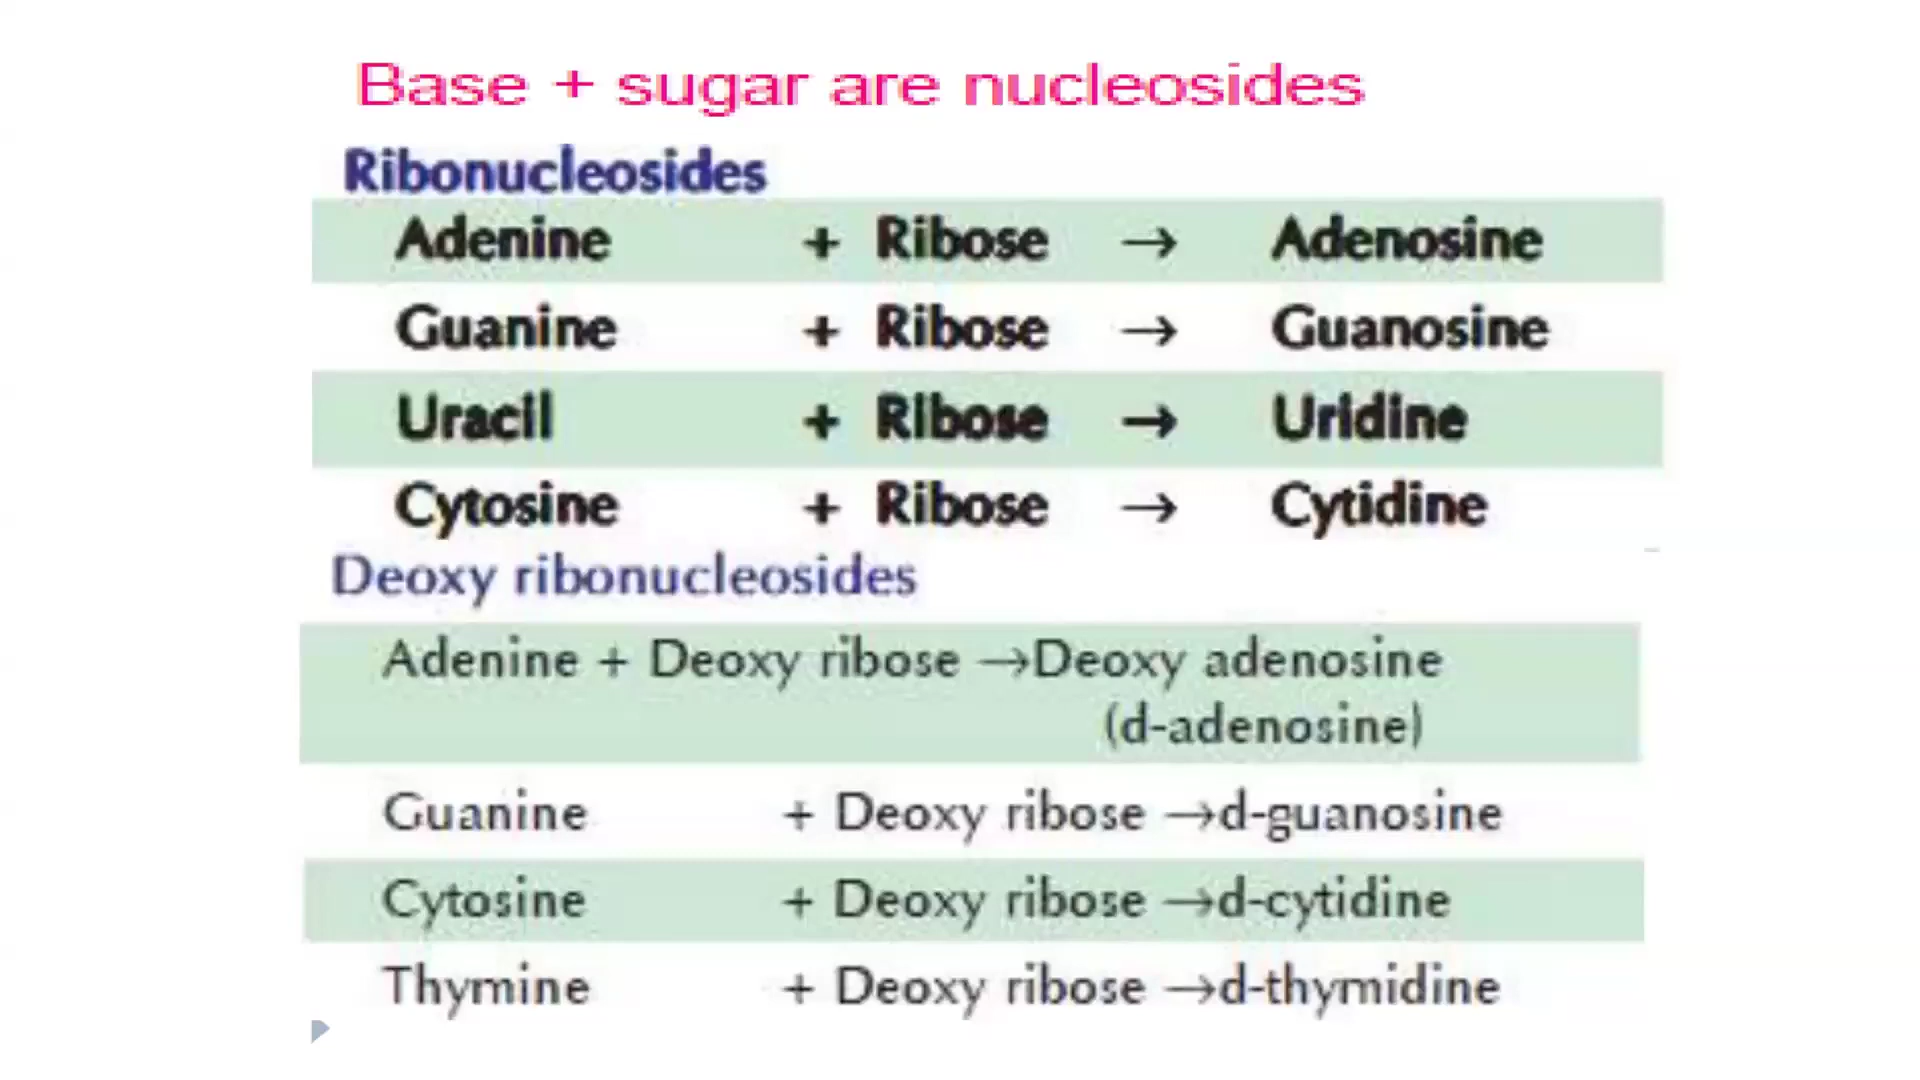 Base + sugar are nucleosides
Ribonucleosides
Adenine + Ribose → Adenosine
Guanine + Ribose → Guanosine
Uracil + Ribose → Uridine
Cytosine + Ribose → Cytidine
Deoxy ribonucleosides
Adenine + Deoxy ribose →Deoxy adenosine
(d-adenosine)
Guanine + Deoxy ribose →d-guanosine
Cytosine + Deoxy ribose →d-cytidine
Thymine + Deoxy ribose →d-thymidine